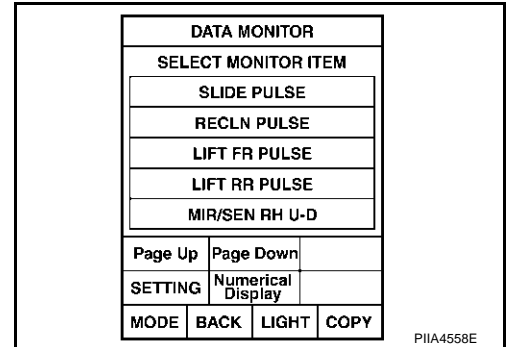 DATA MONITOR
SELECT MONITOR ITEM
SLIDE PULSE
RECLN PULSE
LIFT FR PULSE
LIFT RR PULSE
MIR/SEN RH U-D
Page Up Page Down
SETTING Numerical Display
MODE BACK LIGHT COPY
PIIA4558E